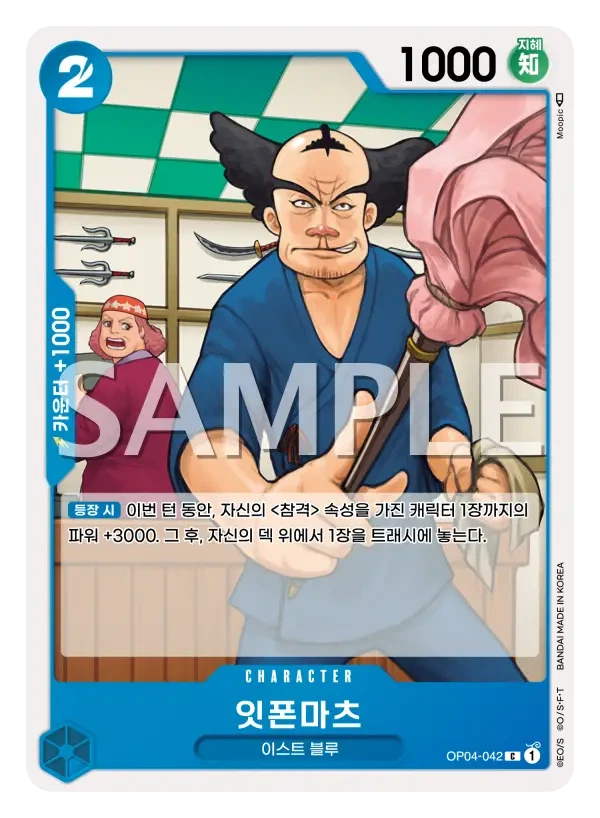 2
1000
지혜
知
Moopic
카운터 +1000
SAMPLE
등장 시 이번 턴 동안, 자신의 <참격> 속성을 가진 캐릭터 1장까지의
파워 +3000. 그 후, 자신의 덱 위에서 1장을 트래시에 놓는다.
CHARACTER
잇폰마츠
이스트 블루
OP04-042 C 1
©EO/S ©O/S·F·T BANDAI MADE IN KOREA